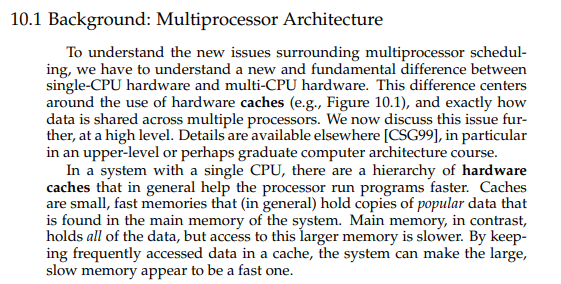 10.1 Background: Multiprocessor Architecture
To understand the new issues surrounding multiprocessor schedul-
ing, we have to understand a new and fundamental difference between
single-CPU hardware and multi-CPU hardware. This difference centers
around the use of hardware caches (e.g., Figure 10.1), and exactly how
data is shared across multiple processors. We now discuss this issue fur-
ther, at a high level. Details are available elsewhere [CSG99], in particular
in an upper-level or perhaps graduate computer architecture course.
In a system with a single CPU, there are a hierarchy of hardware
caches that in general help the processor run programs faster. Caches
are small, fast memories that (in general) hold copies of popular data that
is found in the main memory of the system. Main memory, in contrast,
holds all of the data, but access to this larger memory is slower. By keep-
ing frequently accessed data in a cache, the system can make the large,
slow memory appear to be a fast one.